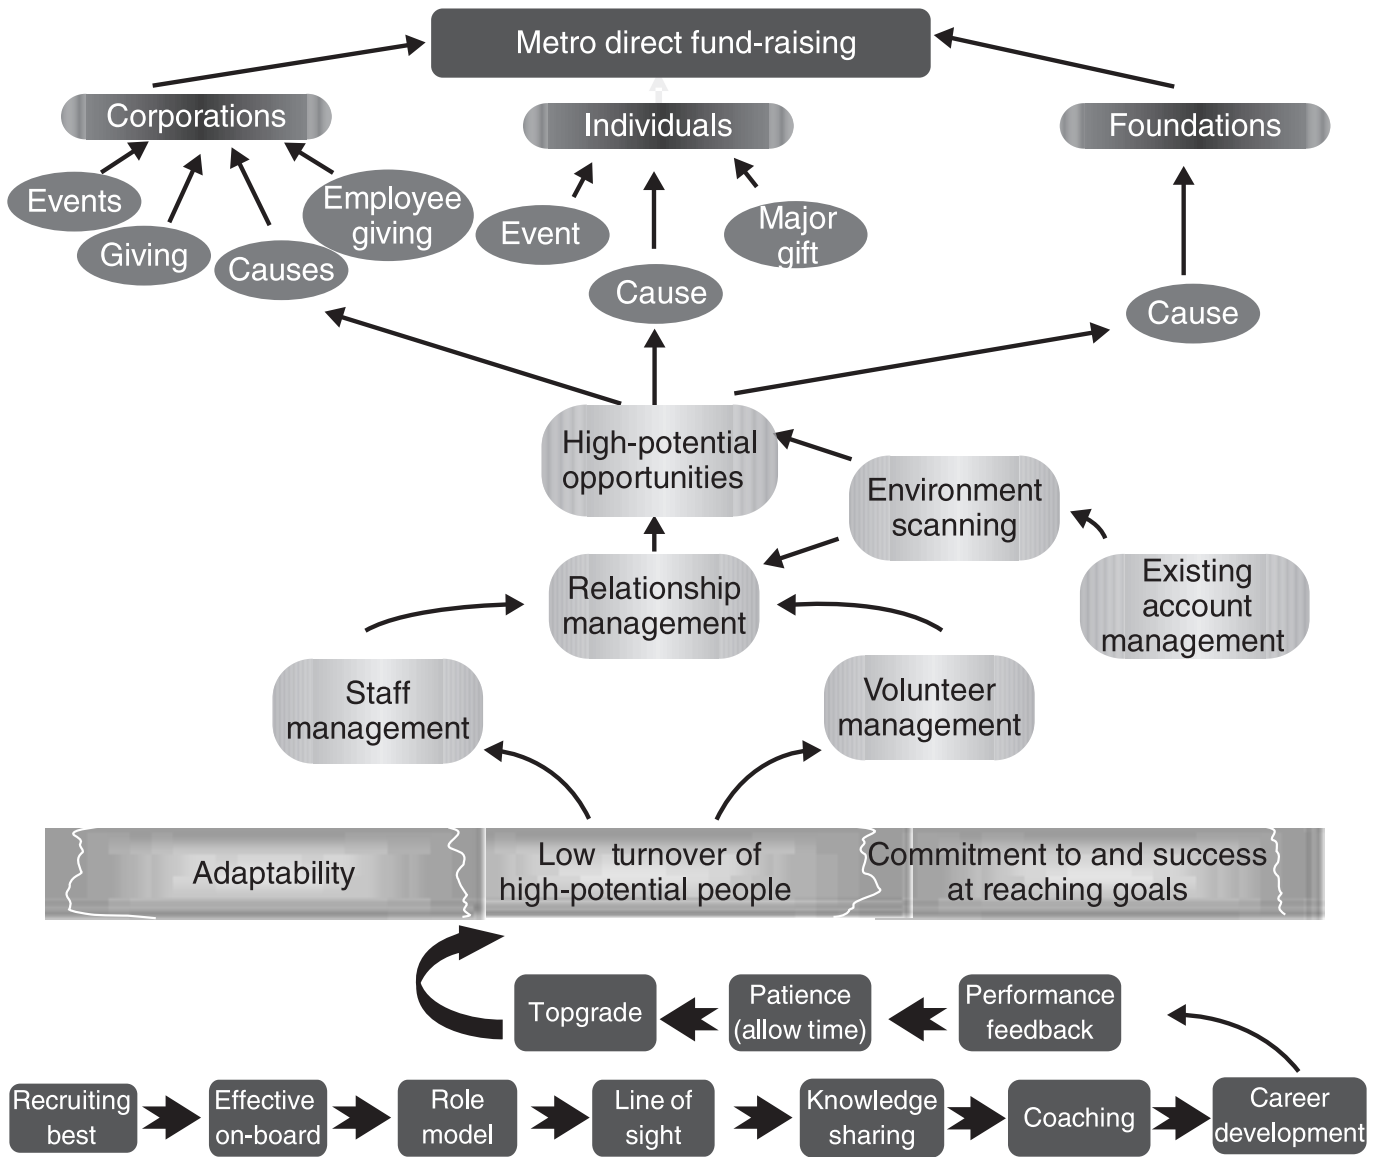 Metro direct fund-raising
Corporations
Individuals
Foundations
Events
Giving
Causes
Employee
giving
Event
Cause
Major
gift
Cause
High-potential
opportunities
Environment
scanning
Relationship
management
Existing
account
management
Staff
management
Volunteer
management
Adaptability
Low turnover of
high-potential people
Commitment to and success
at reaching goals
Topgrade
Patience
(allow time)
Performance
feedback
Recruiting
best
Effective
on-board
Role
model
Line of
sight
Knowledge
sharing
Coaching
Career
development